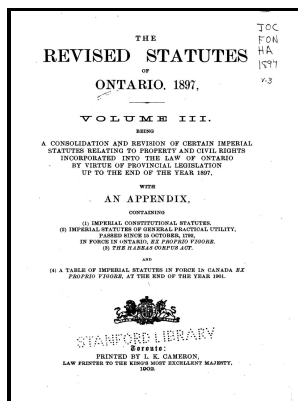 THE
REVISED STATUTES
OF
ONTARIO. 1897,
VOLUME III.
BEING
A CONSOLIDATION AND REVISION OF CERTAIN IMPERIAL
STATUTES RELATING TO PROPERTY AND CIVIL RIGHTS
INCORPORATED INTO THE LAW OF ONTARIO
BY VIRTUE OF PROVINCIAL LEGISLATION
UP TO THE END OF THE YEAR 1897,
WITH
AN APPENDIX,
CONTAINING
(1) IMPERIAL CONSTITUTIONAL STATUTES,
(2) IMPERIAL STATUTES OF GENERAL PRACTICAL UTILITY,
PASSED SINCE 15 OCTOBER, 1792,
IN FORCE IN ONTARIO, EX PROPRIO VIGORE.
(3) THE HABEAS CORPUS ACT.
AND
(4) A TABLE OF IMPERIAL STATUTES IN FORCE IN CANADA EX
PROPRIO VIGORE, AT THE END OF THE YEAR 1901.
STANFORD LIBRARY
Toronto:
PRINTED BY L. K. CAMERON,
LAW PRINTER TO THE KING'S MOST EXCELLENT MAJESTY,
1902.
JOC
FON
HA
1897
v.3